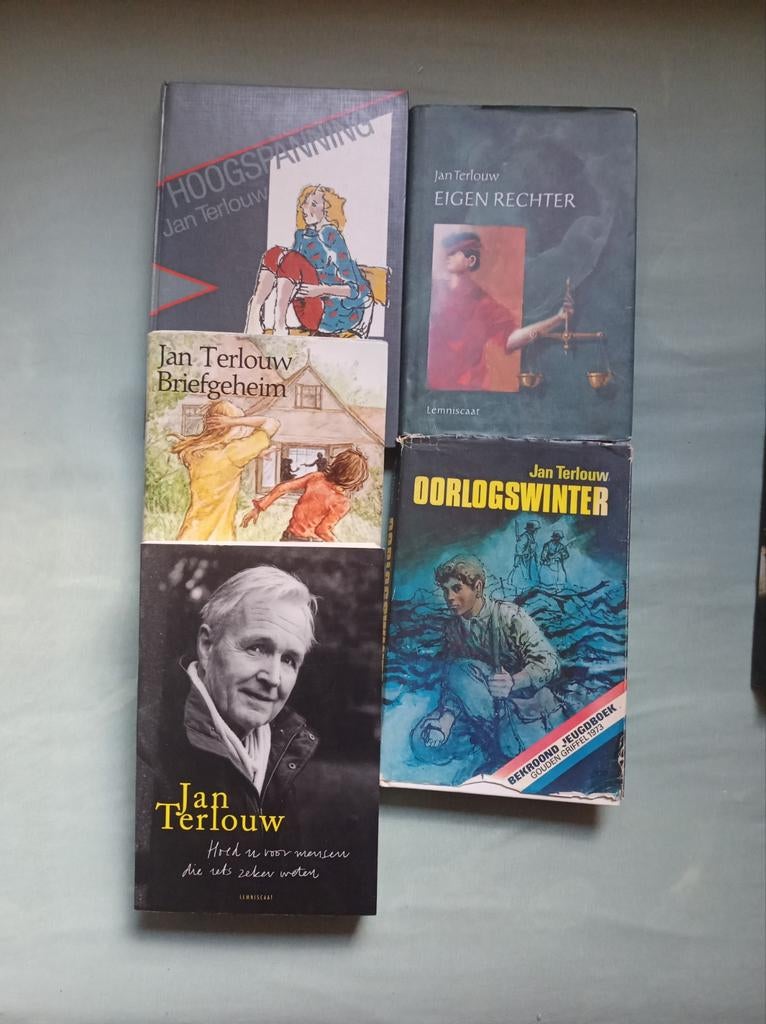 HOOGSPANNING
Jan Terlouw
Jan Terlouw
EIGEN RECHTER
Lemniscaat
Jan Terlouw
Briefgeheim
Jan Terlouw
OORLOGSWINTER
BEKROOND JEUGDBOEK
GOUDEN GRIFFEL 1973
Jan
Terlouw
Hoed u voor mensen
die iets zeker weten
LEMNISCAAT